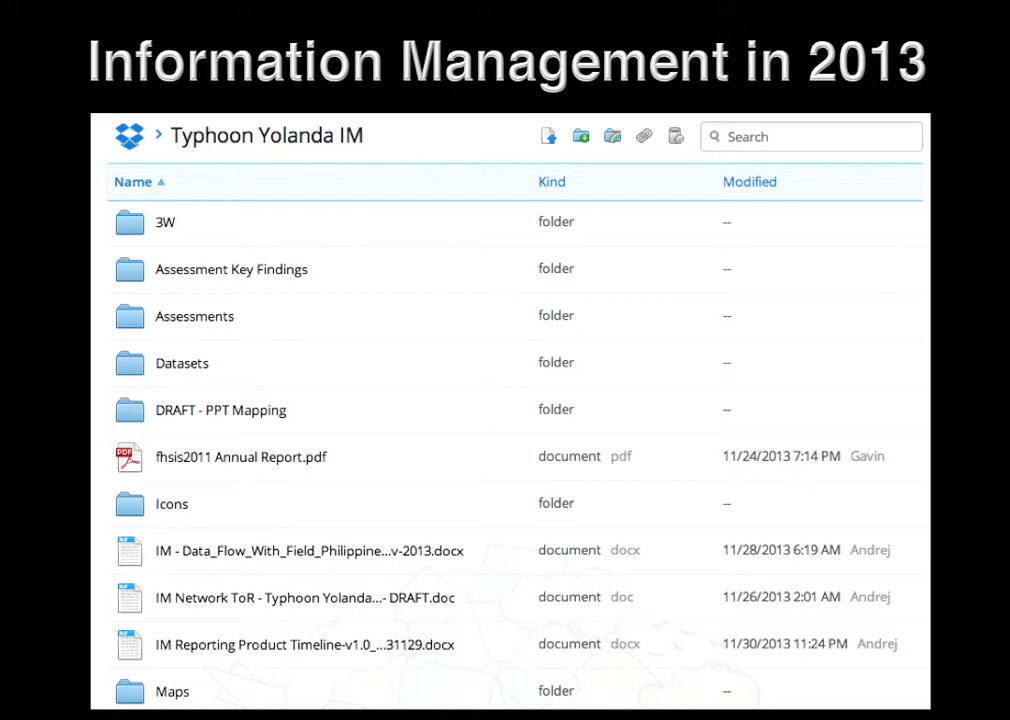 Information Management in 2013
> Typhoon Yolanda IM Search
Name Kind Modified
3W folder --
Assessment Key Findings folder --
Assessments folder --
Datasets folder --
DRAFT - PPT Mapping folder --
PDF fhsis2011 Annual Report.pdf document pdf 11/24/2013 7:14 PM Gavin
Icons folder --
IM - Data_Flow_With_Field_Philippine...v-2013.docx document docx 11/28/2013 6:19 AM Andrej
IM Network ToR - Typhoon Yolanda...- DRAFT.doc document doc 11/26/2013 2:01 AM Andrej
IM Reporting Product Timeline-v1.0_...31129.docx document docx 11/30/2013 11:24 PM Andrej
Maps folder --